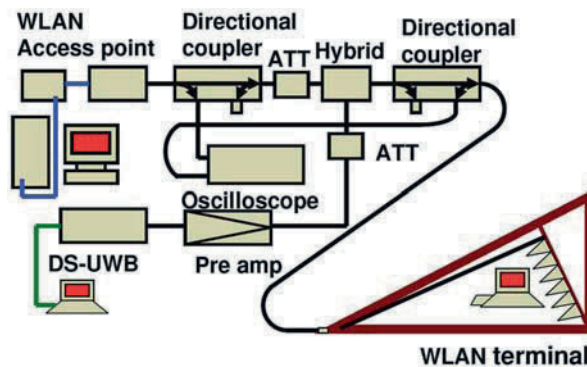 WLAN
Access point
Directional
coupler
ATT
Hybrid
Directional
coupler
ATT
Oscilloscope
DS-UWB
Pre amp
WLAN terminal